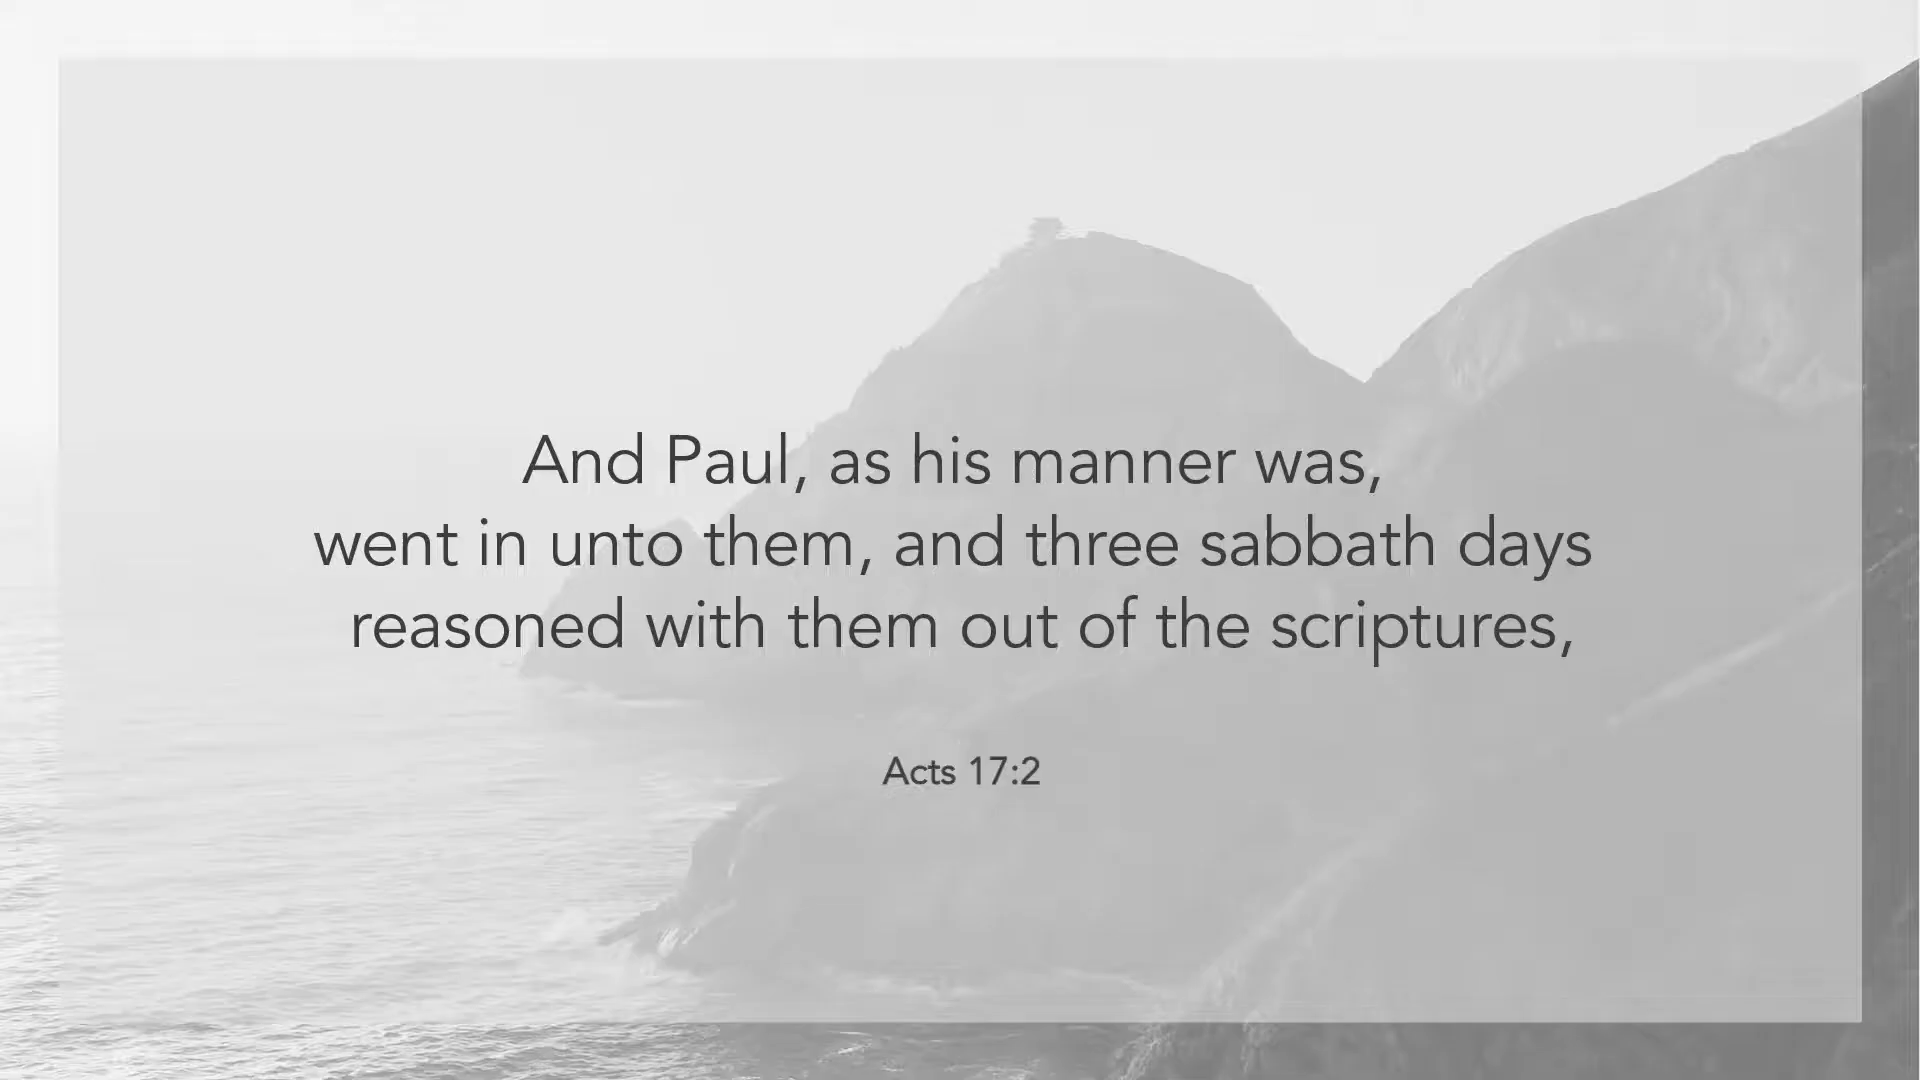 And Paul, as his manner was,
went in unto them, and three sabbath days
reasoned with them out of the scriptures,
Acts 17:2